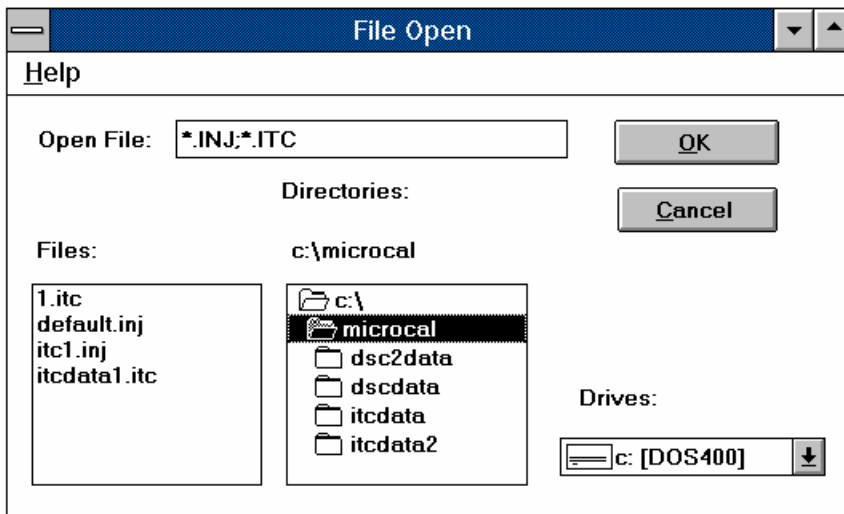 File Open
Help
Open File: *.INJ;*.ITC
OK
Directories:
Cancel
Files: c:\microcal
1.itc
default.inj
itc1.inj
itcdata1.itc
c:\
microcal
dsc2data
dscdata
itcdata
itcdata2
Drives:
c: [DOS400]